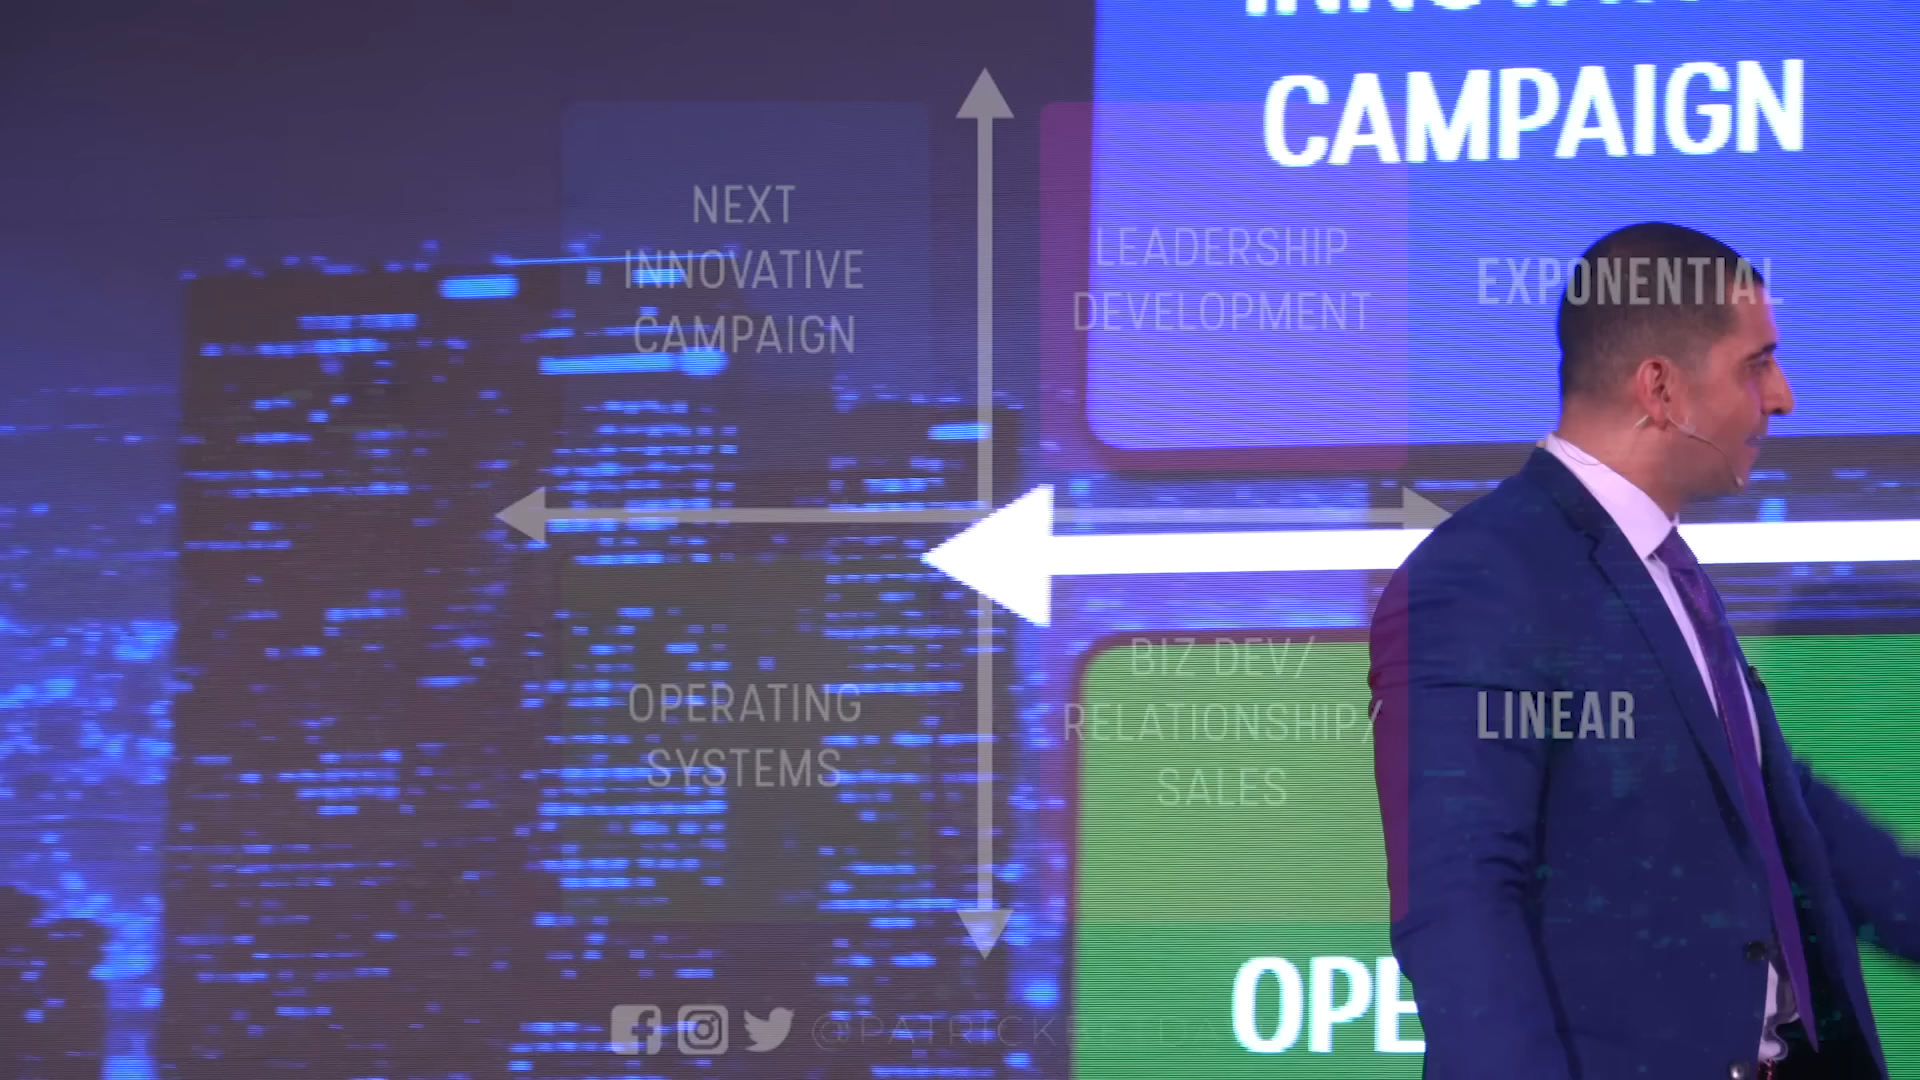 CAMPAIGN
NEXT
INNOVATIVE
CAMPAIGN
LEADERSHIP
DEVELOPMENT
EXPONENTIAL
OPERATING
SYSTEMS
BIZ DEV/
RELATIONSHIP/
SALES
LINEAR
OPE